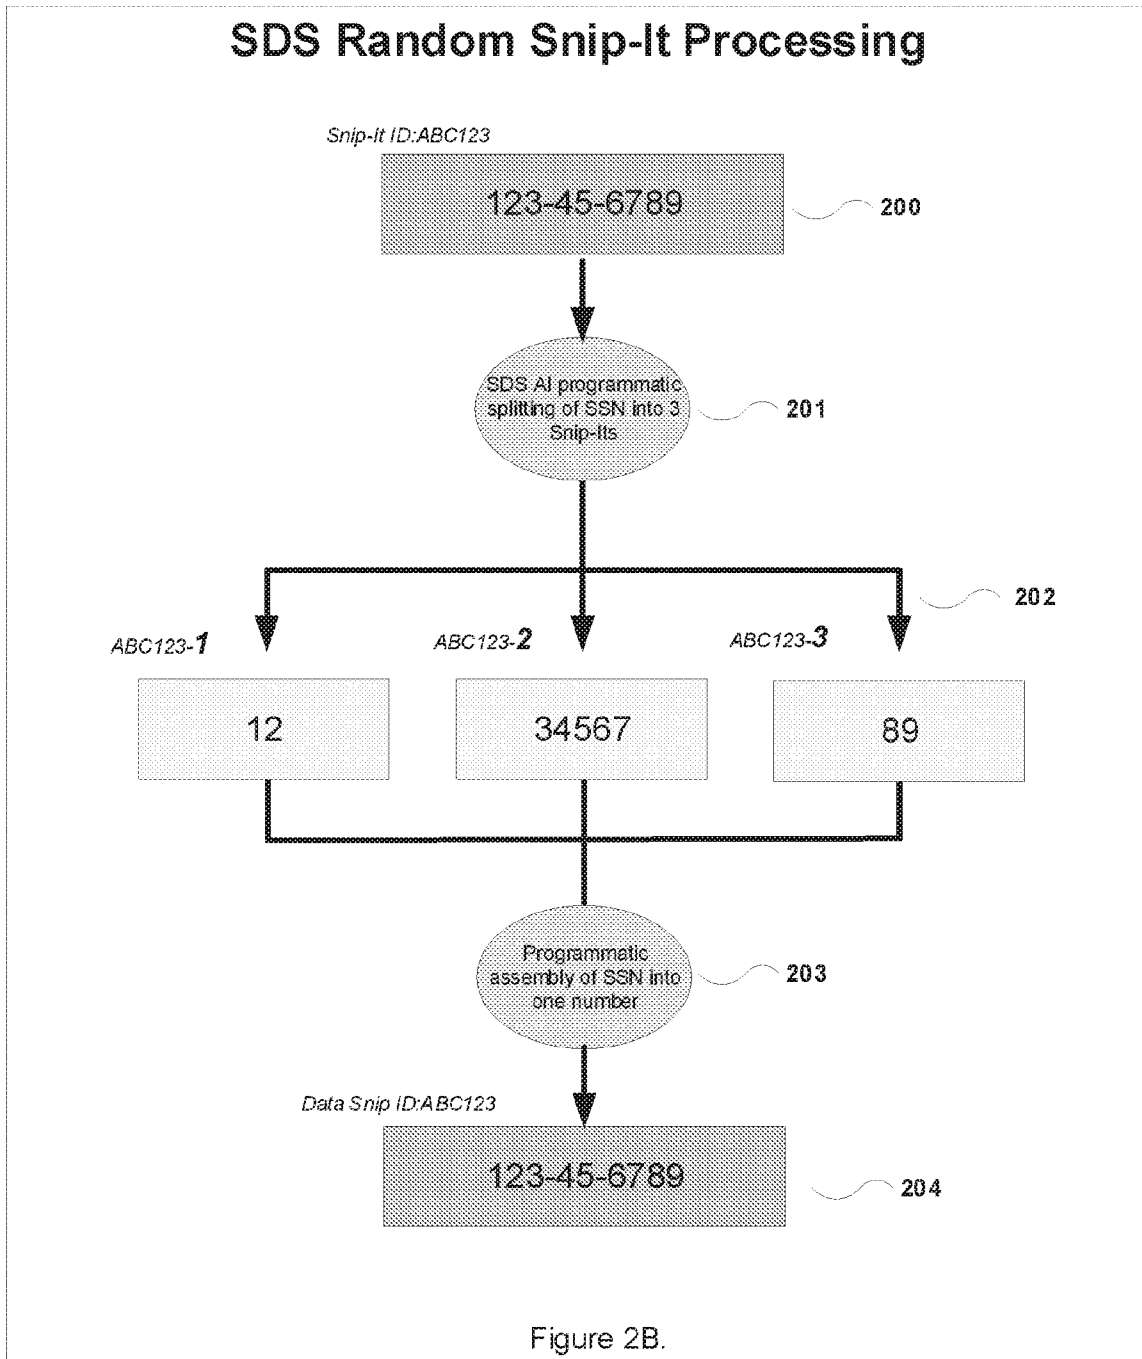 SDS Random Snip-It Processing
Snip-It ID:ABC123
123-45-6789
200
SDS AI programmatic
splitting of SSN into 3
Snip-Its
201
202
ABC123-1
ABC123-2
ABC123-3
12
34567
89
Programmatic
assembly of SSN into
one number
203
Data Snip ID:ABC123
123-45-6789
204
Figure 2B.